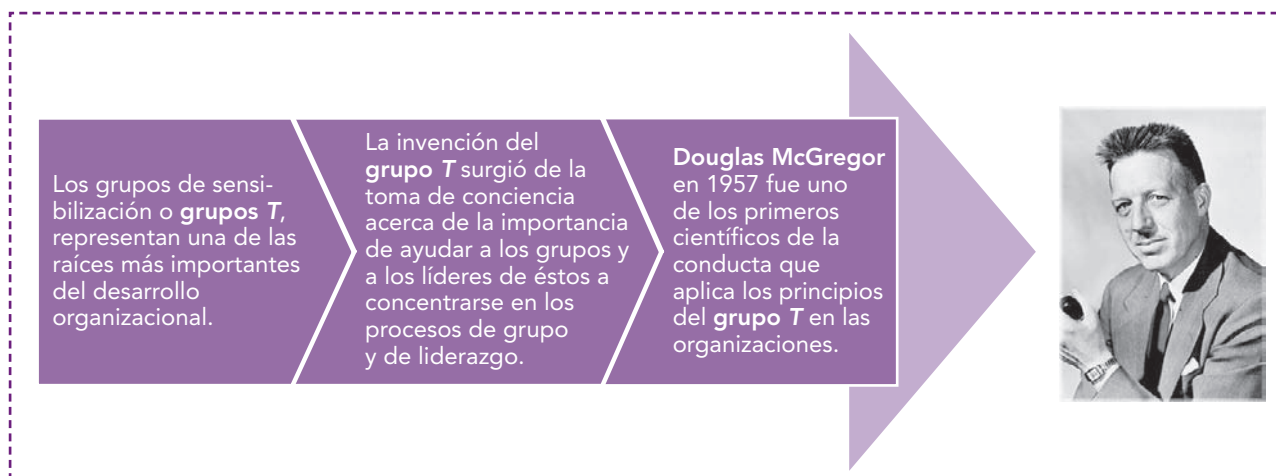 Los grupos de sensi-
bilización o grupos T,
representan una de las
raíces más importantes
del desarrollo
organizacional.
La invención del
grupo T surgió de la
toma de conciencia
acerca de la importancia
de ayudar a los grupos y
a los líderes de éstos a
concentrarse en los
procesos de grupo
y de liderazgo.
Douglas McGregor
en 1957 fue uno
de los primeros
científicos de la
conducta que
aplica los principios
del grupo T en las
organizaciones.